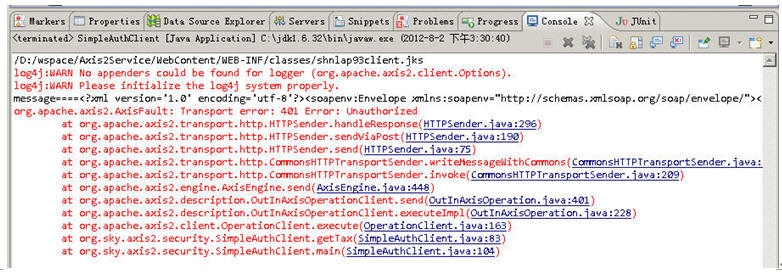 Markers Properties Data Source Explorer Servers Snippets Problems Progress Console JUnit
<terminated> SimpleAuthClient [Java Application] C:\jdk1.6.32\bin\javaw.exe (2012-8-2 下午3:30:40)
/D:/wspace/Axis2Service/WebContent/WEB-INF/classes/shnlap93client.jks
log4j:WARN No appenders could be found for logger (org.apache.axis2.client.Options).
log4j:WARN Please initialize the log4j system properly.
message====<?xml version='1.0' encoding='utf-8'?><soapenv:Envelope xmlns:soapenv="http://schemas.xmlsoap.org/soap/envelope/"><
org.apache.axis2.AxisFault: Transport error: 401 Error: Unauthorized
at org.apache.axis2.transport.http.HTTPSender.handleResponse(HTTPSender.java:296)
at org.apache.axis2.transport.http.HTTPSender.sendViaPost(HTTPSender.java:190)
at org.apache.axis2.transport.http.HTTPSender.send(HTTPSender.java:75)
at org.apache.axis2.transport.http.CommonsHTTPTransportSender.writeMessageWithCommons(CommonsHTTPTransportSender.java:
at org.apache.axis2.transport.http.CommonsHTTPTransportSender.invoke(CommonsHTTPTransportSender.java:209)
at org.apache.axis2.engine.AxisEngine.send(AxisEngine.java:448)
at org.apache.axis2.description.OutInAxisOperationClient.send(OutInAxisOperation.java:401)
at org.apache.axis2.description.OutInAxisOperationClient.executeImpl(OutInAxisOperation.java:228)
at org.apache.axis2.client.OperationClient.execute(OperationClient.java:163)
at org.sky.axis2.security.SimpleAuthClient.getTax(SimpleAuthClient.java:83)
at org.sky.axis2.security.SimpleAuthClient.main(SimpleAuthClient.java:104)